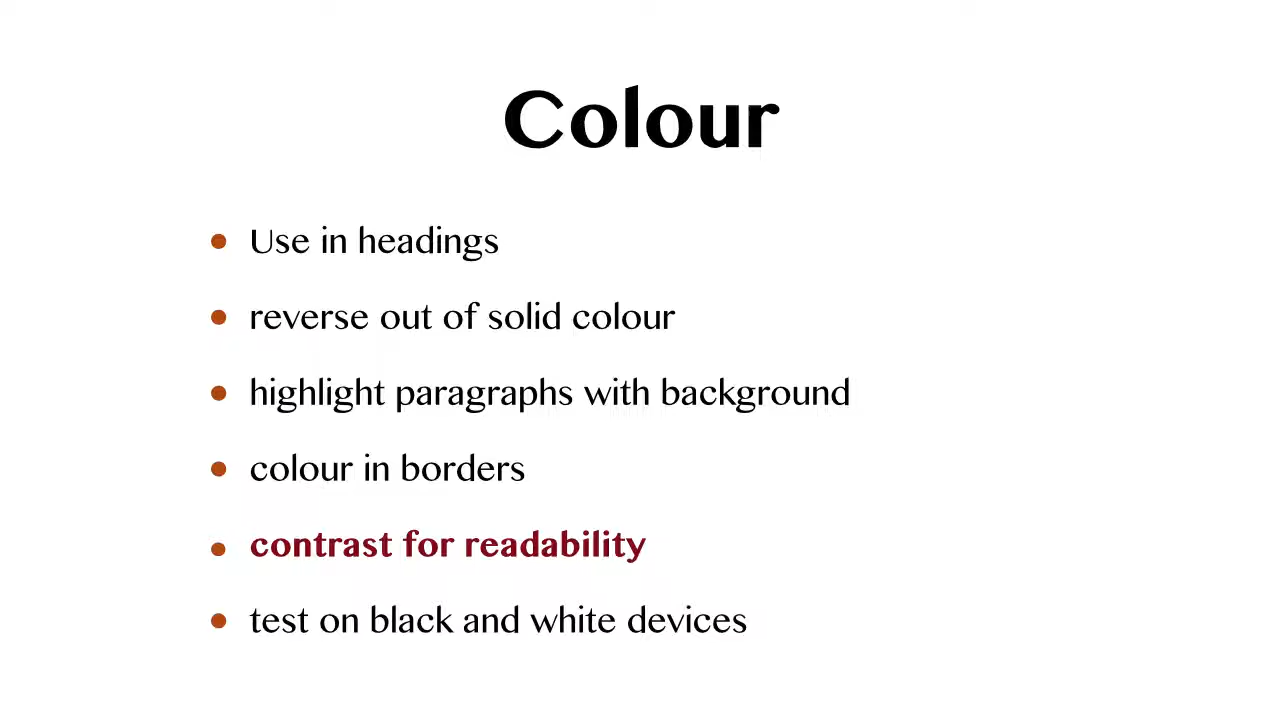 Colour
• Use in headings
• reverse out of solid colour
• highlight paragraphs with background
• colour in borders
• contrast for readability
• test on black and white devices